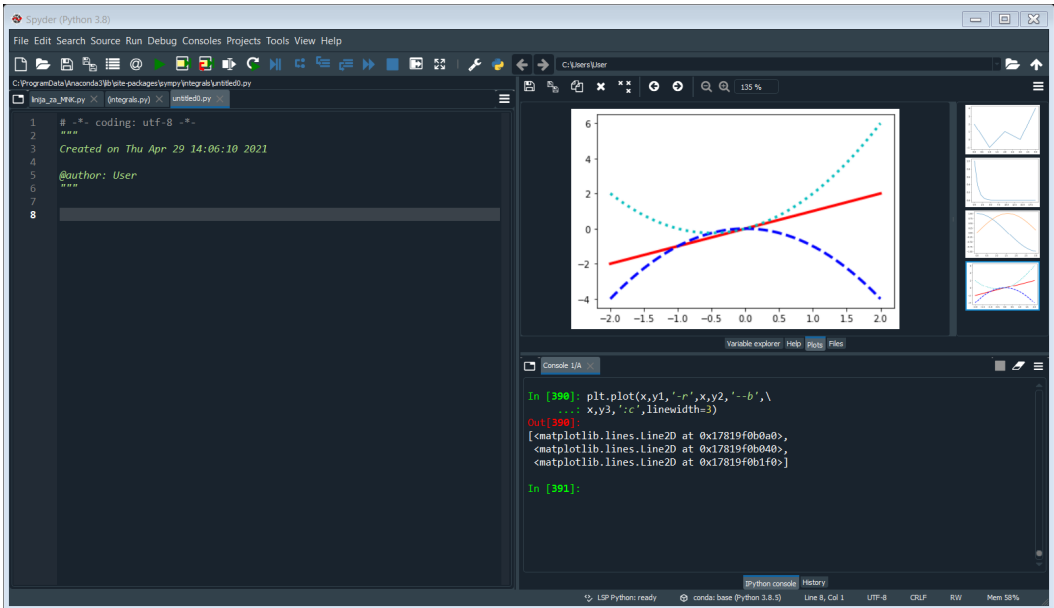 Spyder (Python 3.8)
File Edit Search Source Run Debug Consoles Projects Tools View Help
C:\Users\User
C:\ProgramData\Anaconda3\lib\site-packages\sympy\integrals\untitled0.py
linija_za_MNK.py (integrals.py) untitled0.py
135 %
1 # -*- coding: utf-8 -*-
2 """
3 Created on Thu Apr 29 14:06:10 2021
4
5 @author: User
6 """
7
8
6
4
2
0
−2
−4
−2.0 −1.5 −1.0 −0.5 0.0 0.5 1.0 1.5 2.0
Variable explorer Help Plots Files
Console 1/A
In [390]: plt.plot(x,y1,'-r',x,y2,'--b',\
...: x,y3,':c',linewidth=3)
Out[390]:
[<matplotlib.lines.Line2D at 0x17819f0b0a0>,
<matplotlib.lines.Line2D at 0x17819f0b040>,
<matplotlib.lines.Line2D at 0x17819f0b1f0>]
In [391]:
IPython console History
LSP Python: ready conda: base (Python 3.8.5) Line 8, Col 1 UTF-8 CRLF RW Mem 58%